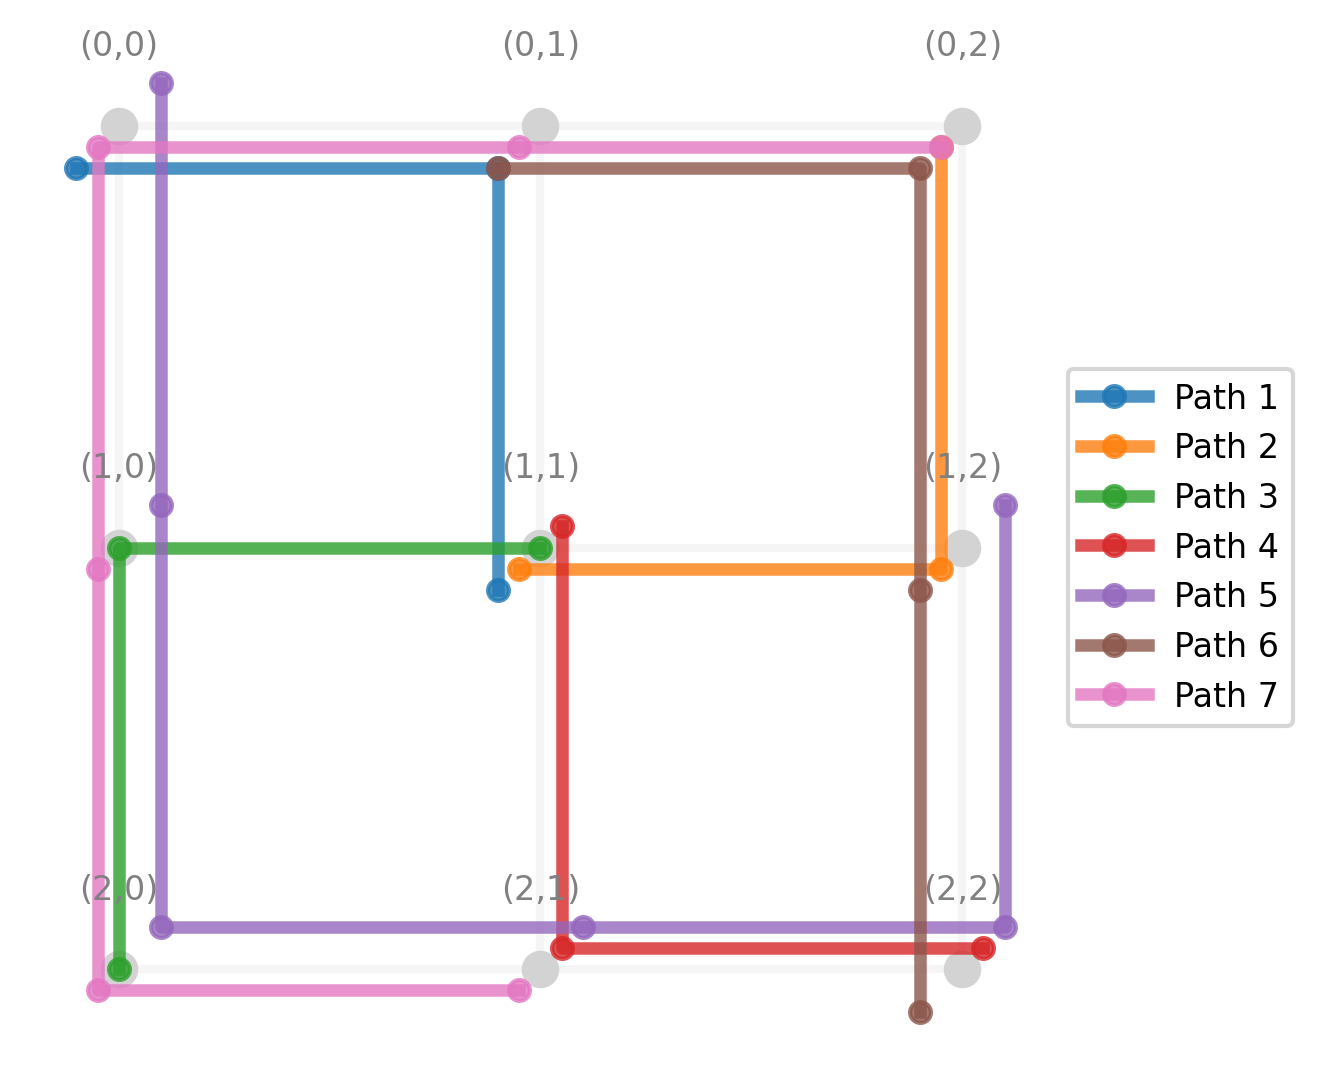 (0,0)
(0,1)
(0,2)
(1,0)
(1,1)
(1,2)
(2,0)
(2,1)
(2,2)
Path 1
Path 2
Path 3
Path 4
Path 5
Path 6
Path 7